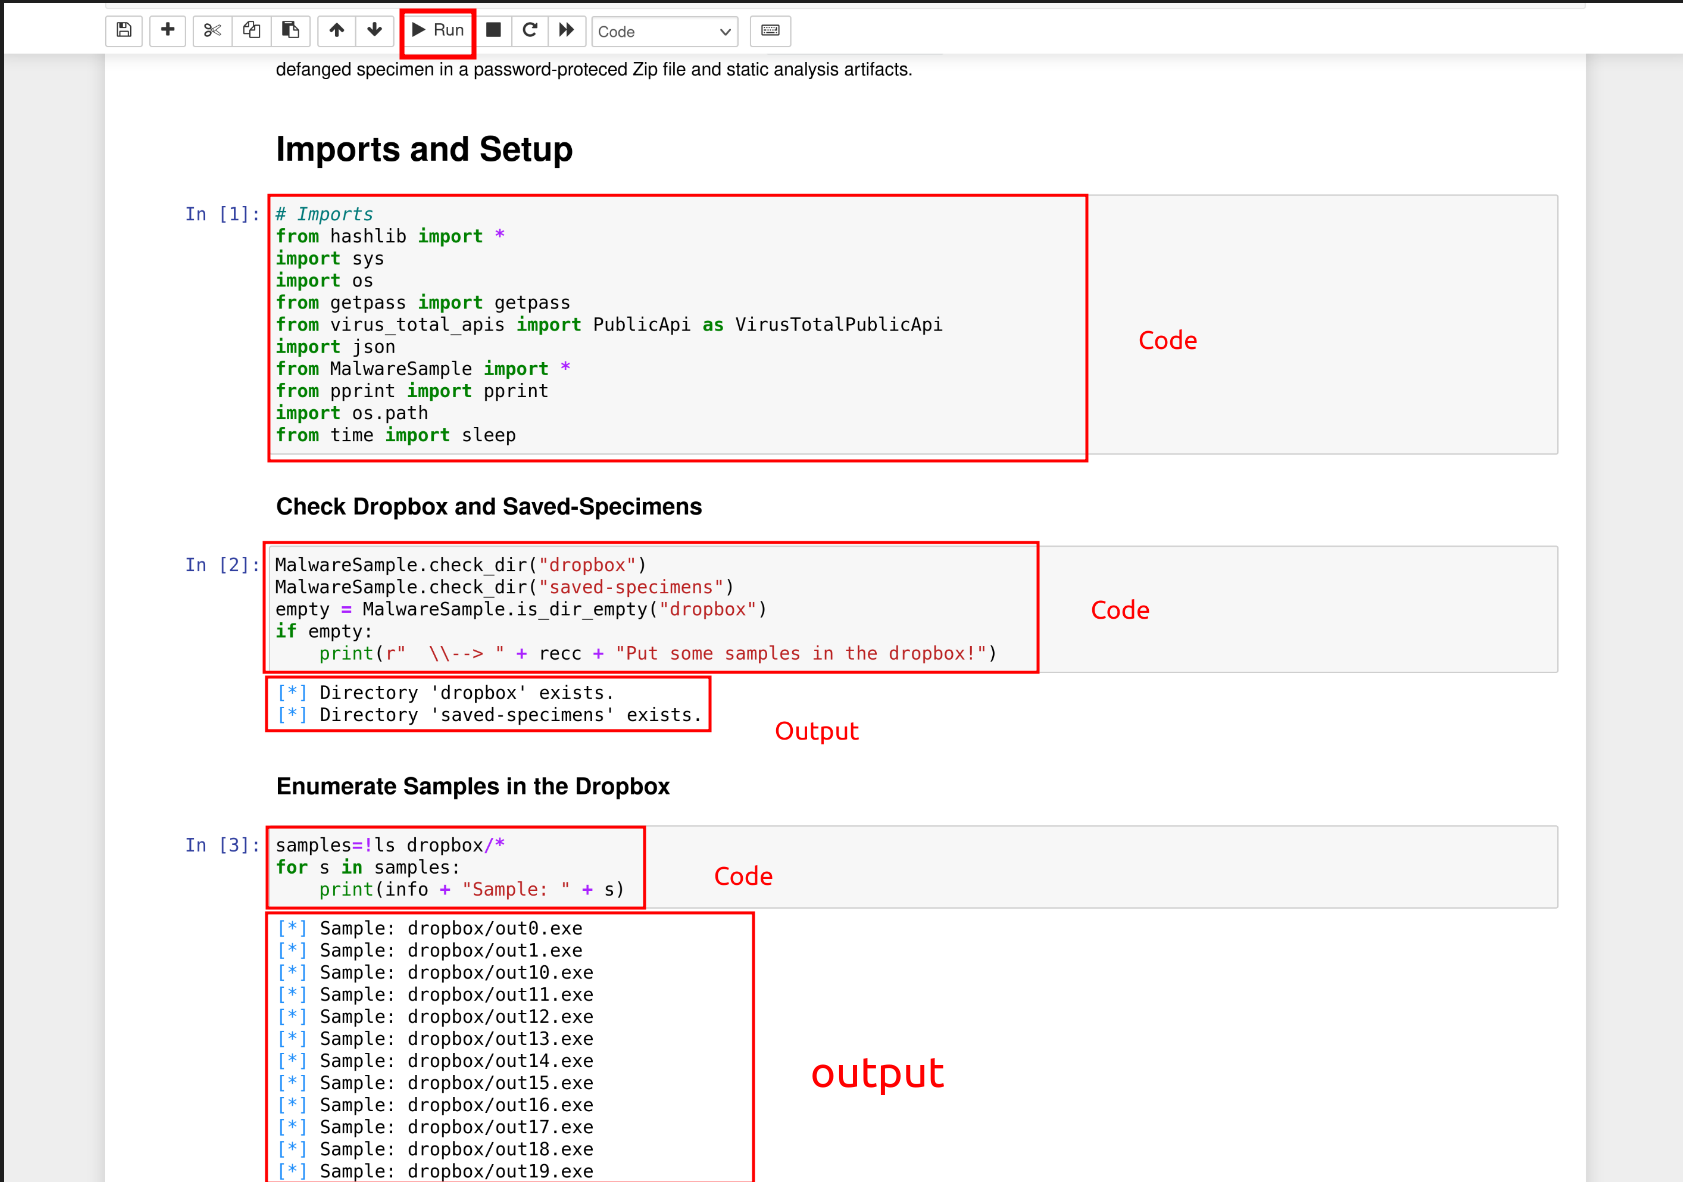 Run
Code
defanged specimen in a password-proteced Zip file and static analysis artifacts.
Imports and Setup
In [1]:
# Imports
from hashlib import *
import sys
import os
from getpass import getpass
from virus_total_apis import PublicApi as VirusTotalPublicApi
import json
from MalwareSample import *
from pprint import pprint
import os.path
from time import sleep
Code
Check Dropbox and Saved-Specimens
In [2]:
MalwareSample.check_dir("dropbox")
MalwareSample.check_dir("saved-specimens")
empty = MalwareSample.is_dir_empty("dropbox")
if empty:
    print(r"  \\--> " + recc + "Put some samples in the dropbox!")
Code
[*] Directory 'dropbox' exists.
[*] Directory 'saved-specimens' exists.
Output
Enumerate Samples in the Dropbox
In [3]:
samples=!ls dropbox/*
for s in samples:
    print(info + "Sample: " + s)
Code
[*] Sample: dropbox/out0.exe
[*] Sample: dropbox/out1.exe
[*] Sample: dropbox/out10.exe
[*] Sample: dropbox/out11.exe
[*] Sample: dropbox/out12.exe
[*] Sample: dropbox/out13.exe
[*] Sample: dropbox/out14.exe
[*] Sample: dropbox/out15.exe
[*] Sample: dropbox/out16.exe
[*] Sample: dropbox/out17.exe
[*] Sample: dropbox/out18.exe
[*] Sample: dropbox/out19.exe
output